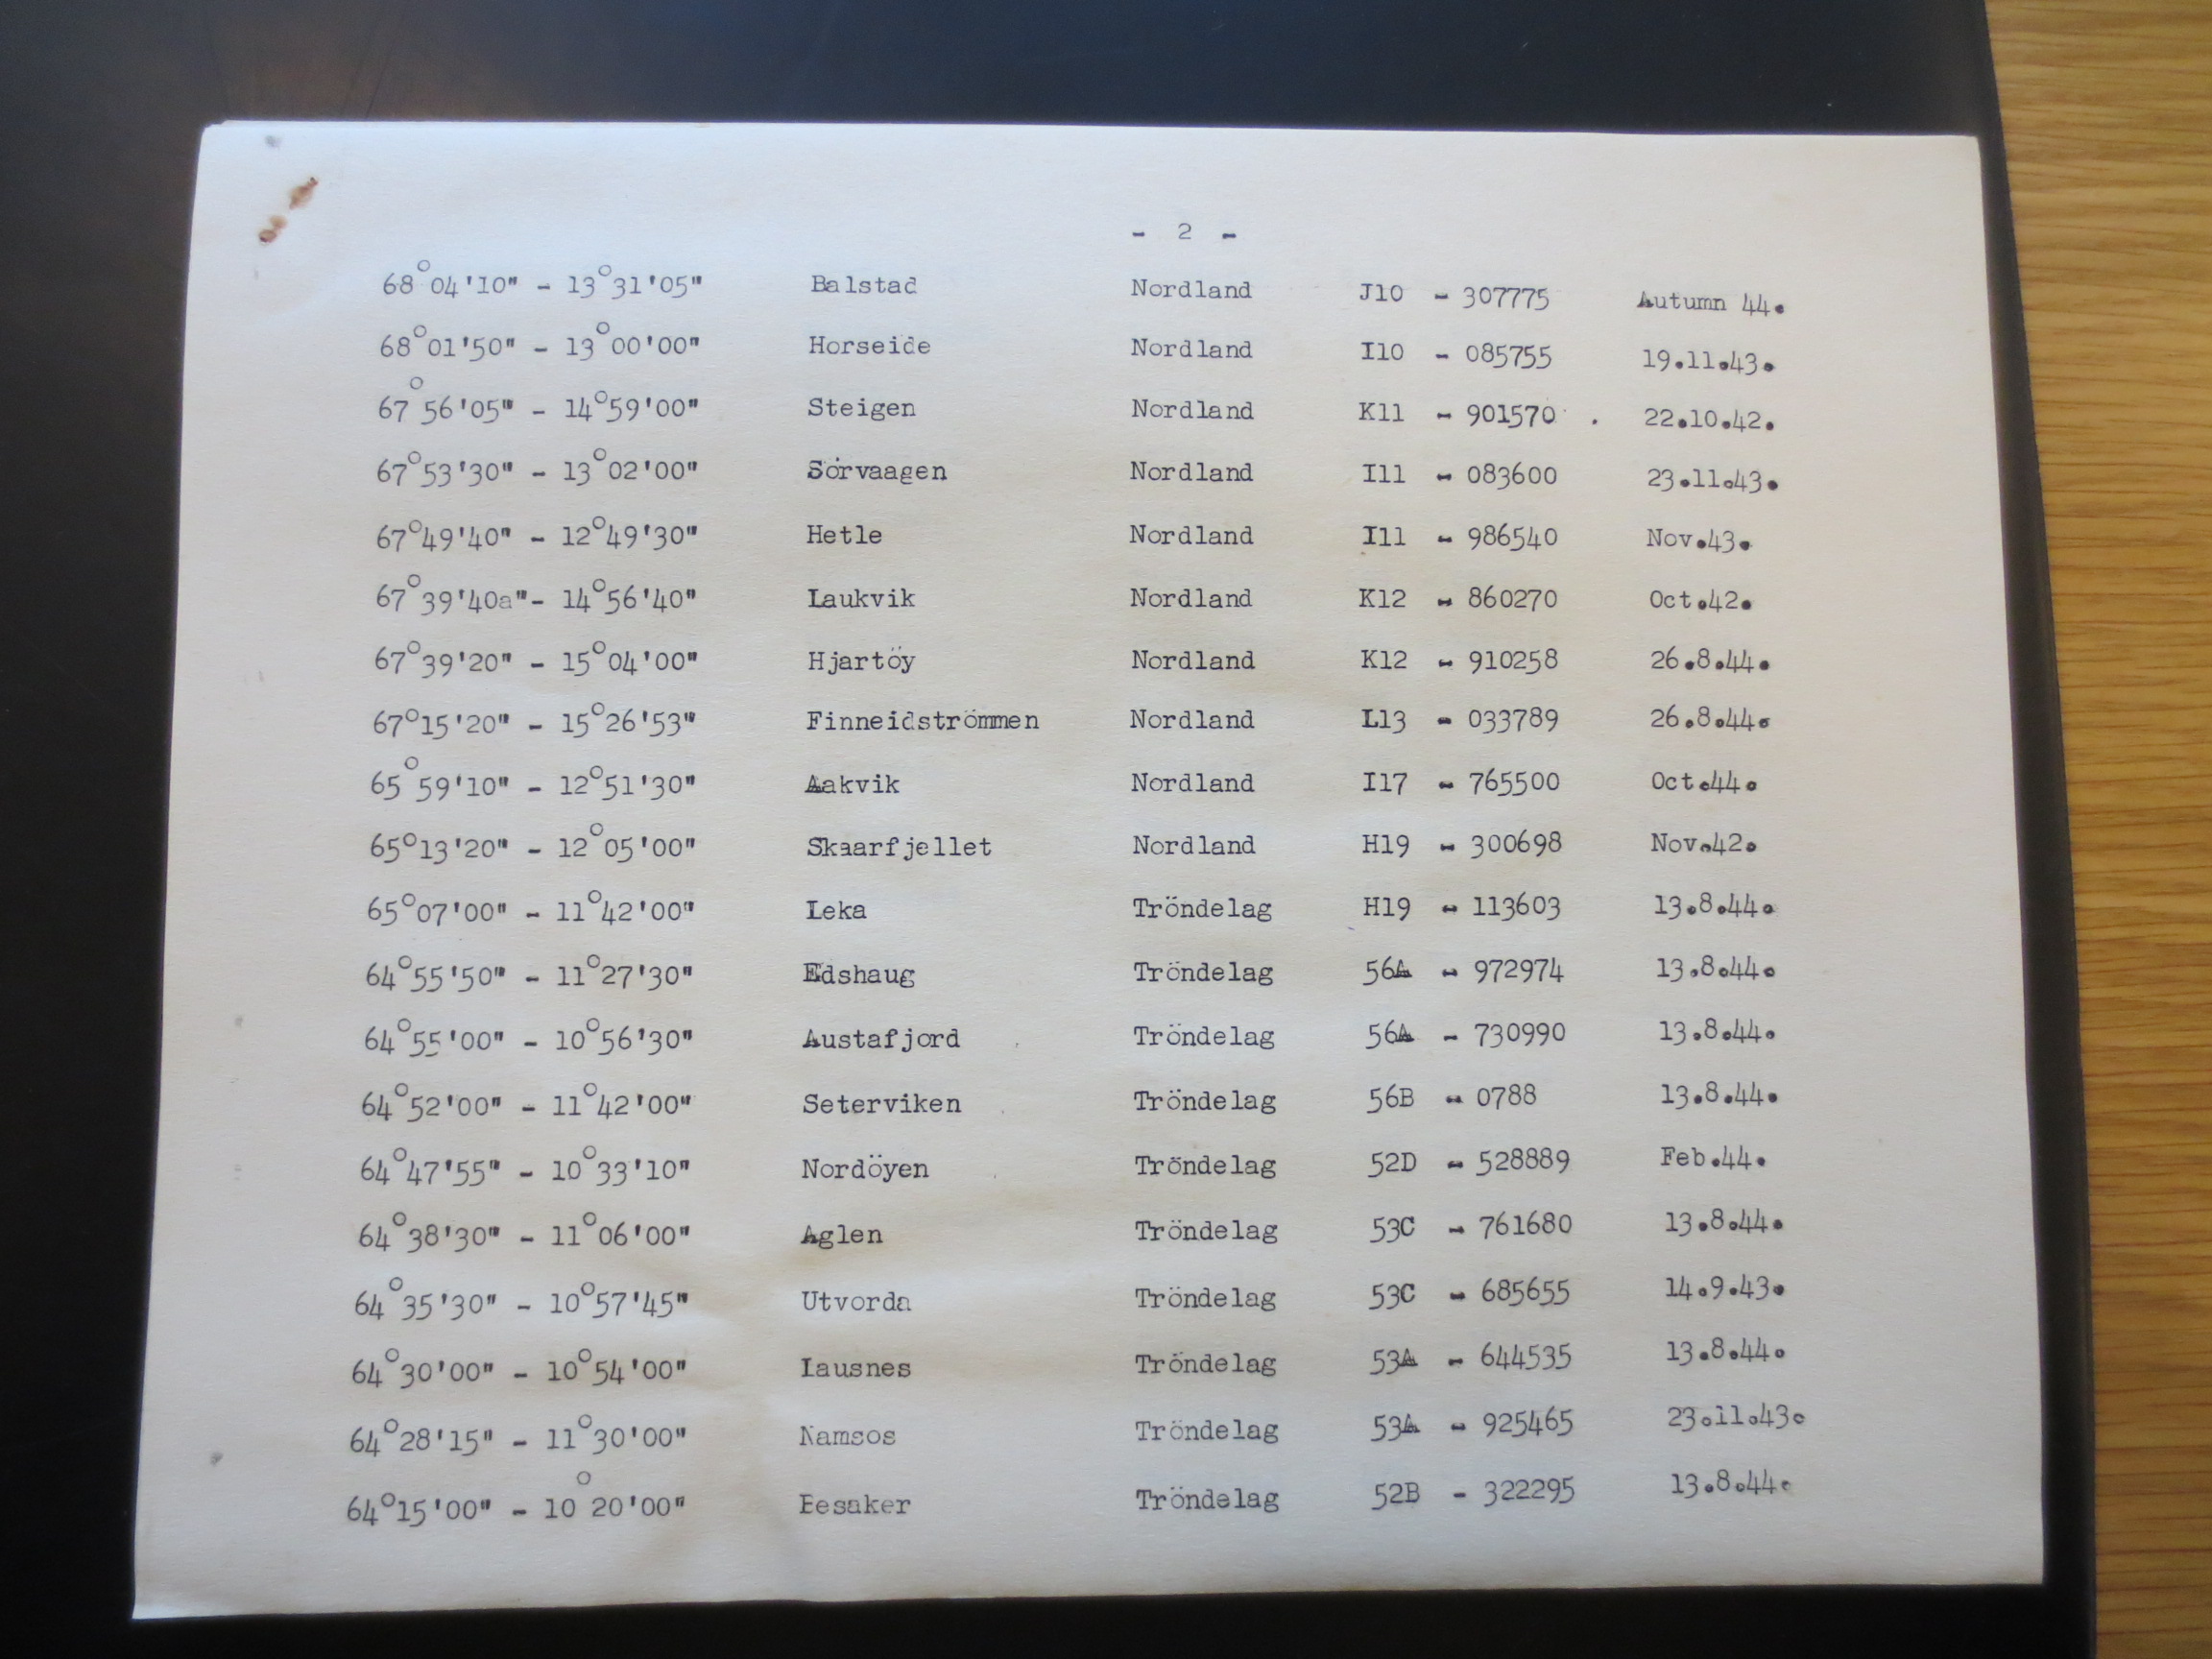 - 2 -
68°04'10" - 13°31'05" Balstad Nordland J10 - 307775 Autumn 44.
68°01'50" - 13°00'00" Horseide Nordland I10 - 085755 19.11.43.
67°56'05" - 14°59'00" Steigen Nordland K11 - 901570 . 22.10.42.
67°53'30" - 13°02'00" Sörvaagen Nordland I11 - 083600 23.11.43.
67°49'40" - 12°49'30" Hetle Nordland I11 - 986540 Nov.43.
67°39'40a"- 14°56'40" Laukvik Nordland K12 - 860270 Oct.42.
67°39'20" - 15°04'00" Hjartöy Nordland K12 - 910258 26.8.44.
67°15'20" - 15°26'53" Finneidströmmen Nordland L13 - 033789 26.8.44.
65°59'10" - 12°51'30" Aakvik Nordland I17 - 765500 Oct.44.
65°13'20" - 12°05'00" Skaarfjellet Nordland H19 - 300698 Nov.42.
65°07'00" - 11°42'00" Leka Tröndelag H19 - 113603 13.8.44.
64°55'50" - 11°27'30" Edshaug Tröndelag 56A - 972974 13.8.44.
64°55'00" - 10°56'30" Austafjord Tröndelag 56A - 730990 13.8.44.
64°52'00" - 11°42'00" Seterviken Tröndelag 56B - 0788 13.8.44.
64°47'55" - 10°33'10" Nordöyen Tröndelag 52D - 528889 Feb.44.
64°38'30" - 11°06'00" Aglen Tröndelag 53C - 761680 13.8.44.
64°35'30" - 10°57'45" Utvorda Tröndelag 53C - 685655 14.9.43.
64°30'00" - 10°54'00" Lausnes Tröndelag 53A - 644535 13.8.44.
64°28'15" - 11°30'00" Namsos Tröndelag 53A - 925465 23.11.43.
64°15'00" - 10°20'00" Besaker Tröndelag 52B - 322295 13.8.44.